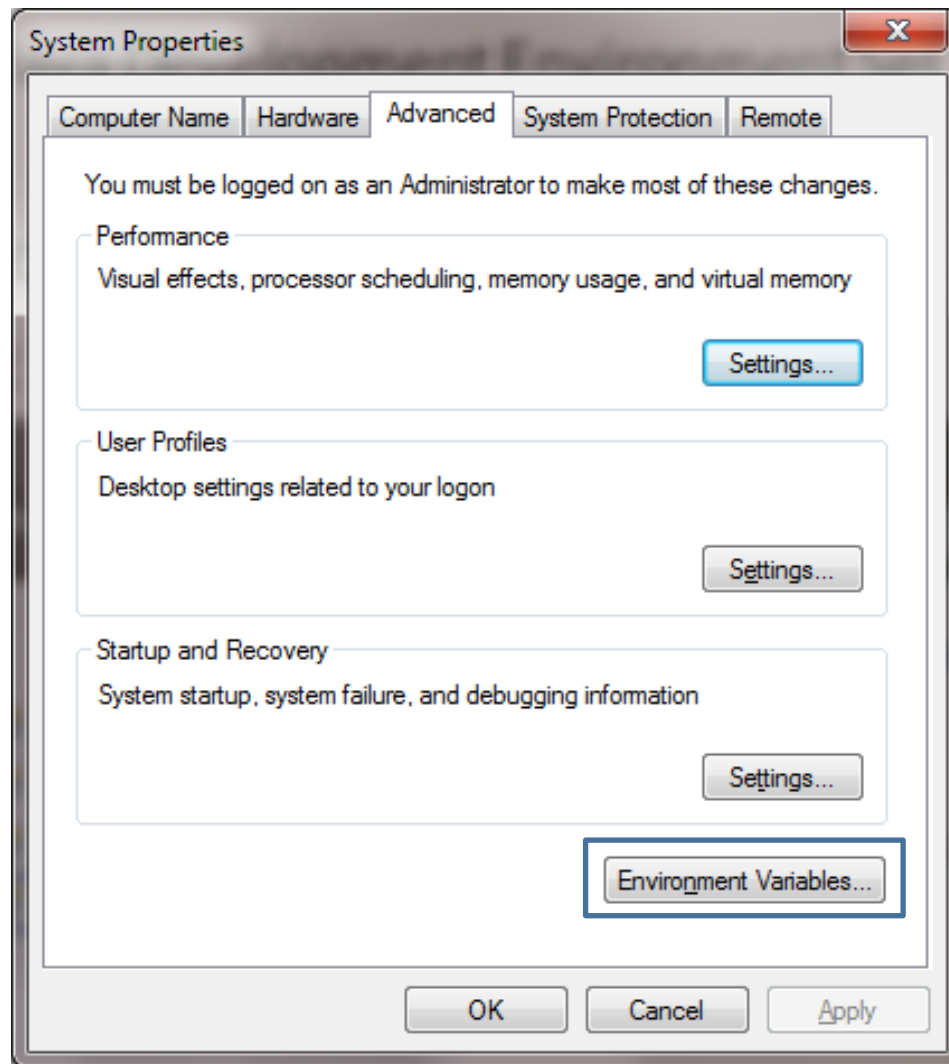 System Properties
Computer Name Hardware Advanced System Protection Remote
You must be logged on as an Administrator to make most of these changes.
Performance
Visual effects, processor scheduling, memory usage, and virtual memory
Settings...
User Profiles
Desktop settings related to your logon
Settings...
Startup and Recovery
System startup, system failure, and debugging information
Settings...
Environment Variables...
OK Cancel Apply